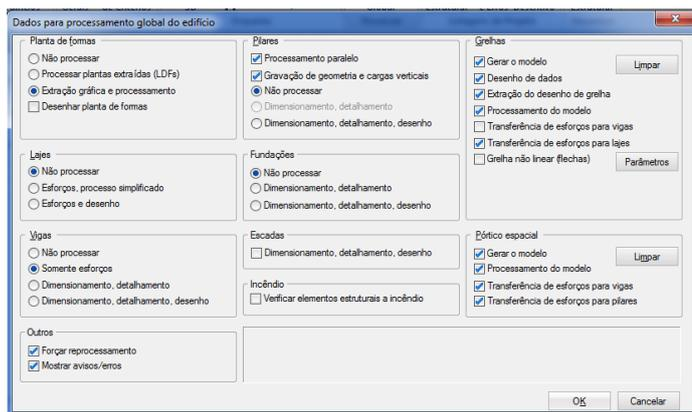 Dados para processamento global do edifício
Planta de formas
Não processar
Processar plantas extraídas (LDFs)
Extração gráfica e processamento
Desenhar planta de formas
Lajes
Não processar
Esforços, processo simplificado
Esforços e desenho
Vigas
Não processar
Somente esforços
Dimensionamento, detalhamento
Dimensionamento, detalhamento, desenho
Outros
Forçar reprocessamento
Mostrar avisos/erros
Pilares
Processamento paralelo
Gravação de geometria e cargas verticais
Não processar
Dimensionamento, detalhamento
Dimensionamento, detalhamento, desenho
Fundações
Não processar
Dimensionamento, detalhamento
Dimensionamento, detalhamento, desenho
Escadas
Dimensionamento, detalhamento, desenho
Incêndio
Verificar elementos estruturais a incêndio
Grelhas
Gerar o modelo
Limpar
Desenho de dados
Extração do desenho de grelha
Processamento do modelo
Transferência de esforços para vigas
Transferência de esforços para lajes
Grelha não linear (flechas)
Parâmetros
Pórtico espacial
Gerar o modelo
Limpar
Processamento do modelo
Transferência de esforços para vigas
Transferência de esforços para pilares
OK
Cancelar